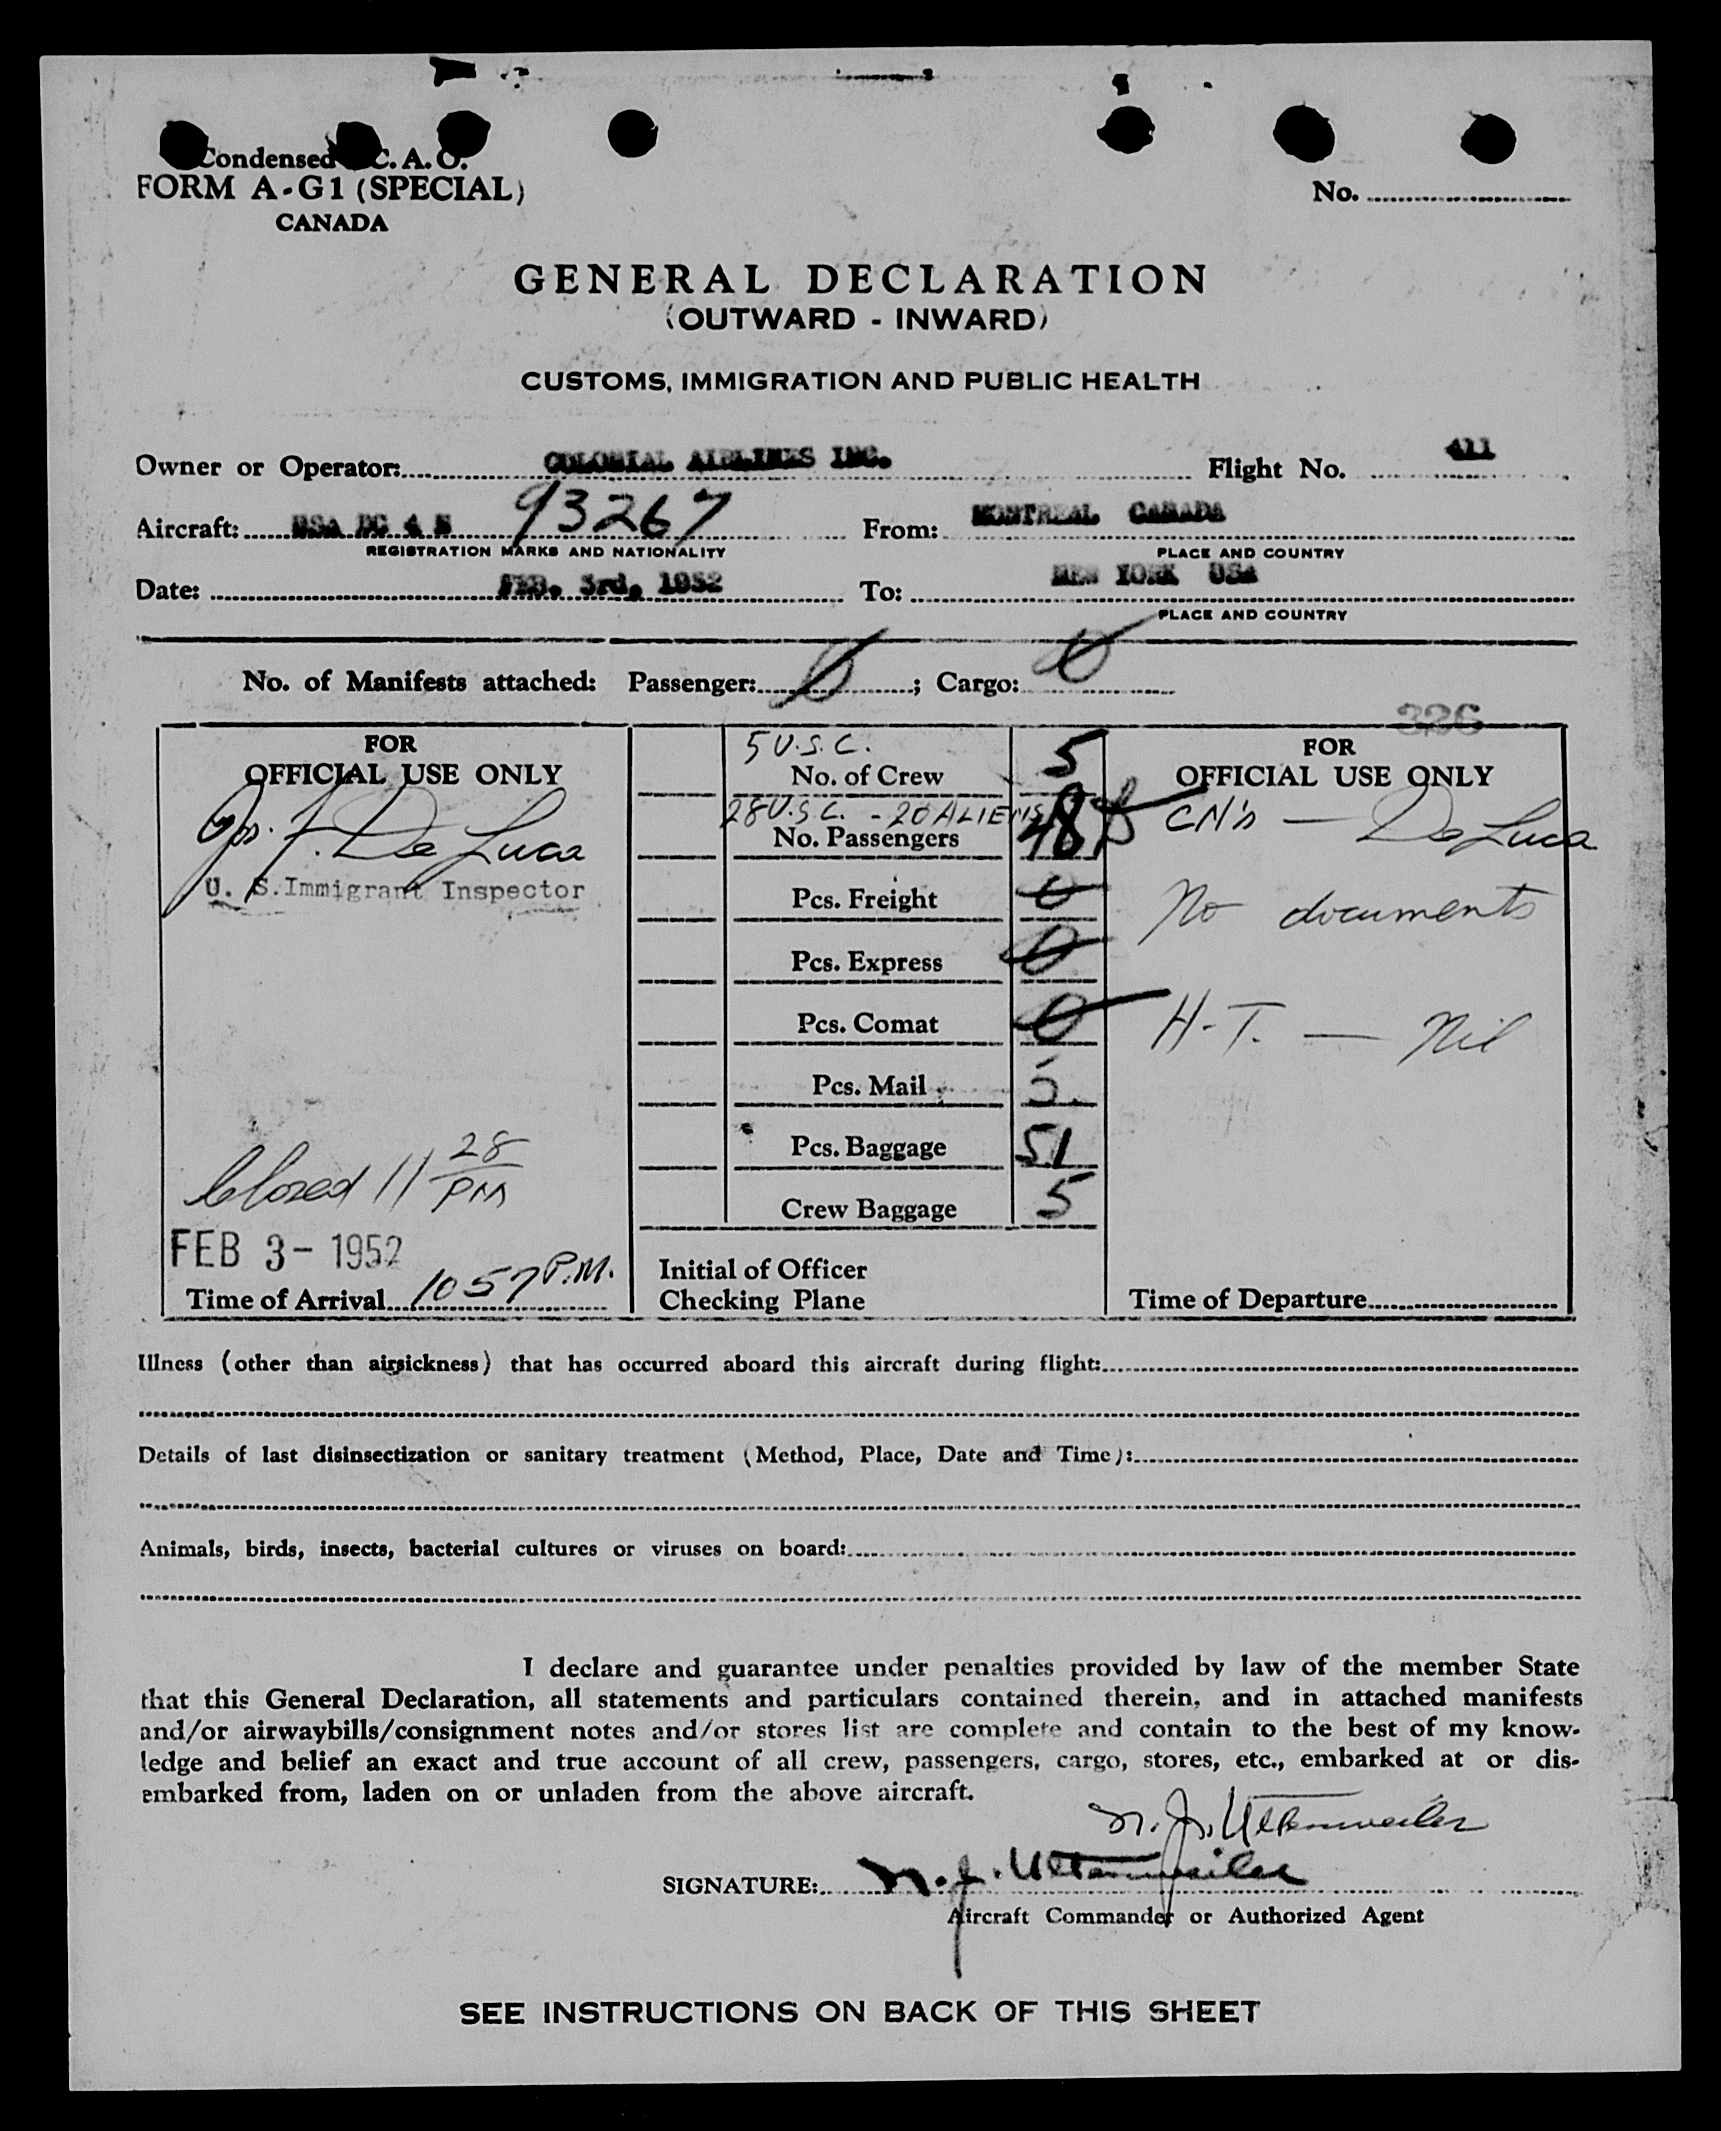 Condensed C. A. O.
FORM A-G1 (SPECIAL)
CANADA
No.
GENERAL DECLARATION
(OUTWARD - INWARD)
CUSTOMS, IMMIGRATION AND PUBLIC HEALTH
Owner or Operator: COLONIAL AIRLINES INC. Flight No. 411
Aircraft: USA DC 4 N 93267 From: MONTREAL CANADA
REGISTRATION MARKS AND NATIONALITY PLACE AND COUNTRY
Date: FEB. 3rd, 1952 To: NEW YORK USA
PLACE AND COUNTRY
No. of Manifests attached: Passenger: 0; Cargo: 0
326
FOR
OFFICIAL USE ONLY
De Luca
U. S. Immigrant Inspector
Closed 11 28 PM
FEB 3 - 1952
Time of Arrival 10 57 P.M.
5 U.S.C.
No. of Crew 5
28 U.S.C. - 20 ALIENS
No. Passengers 48
Pcs. Freight 0
Pcs. Express 0
Pcs. Comat 0
Pcs. Mail 5
Pcs. Baggage 51
Crew Baggage 5
Initial of Officer
Checking Plane
FOR
OFFICIAL USE ONLY
CN's — De Luca
No documents
H-T. — Nil
Time of Departure
Illness (other than airsickness) that has occurred aboard this aircraft during flight:
Details of last disinsectization or sanitary treatment (Method, Place, Date and Time):
Animals, birds, insects, bacterial cultures or viruses on board:
I declare and guarantee under penalties provided by law of the member State
that this General Declaration, all statements and particulars contained therein, and in attached manifests
and/or airwaybills/consignment notes and/or stores list are complete and contain to the best of my know-
ledge and belief an exact and true account of all crew, passengers, cargo, stores, etc., embarked at or dis-
embarked from, laden on or unladen from the above aircraft.
N. J. Uttenweiler
SIGNATURE: N. J. Uttenweiler
Aircraft Commander or Authorized Agent
SEE INSTRUCTIONS ON BACK OF THIS SHEET